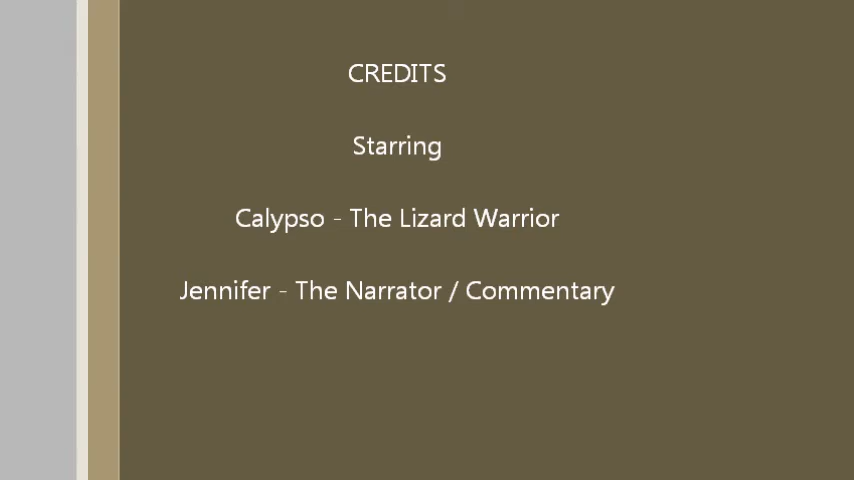 CREDITS
Starring
Calypso - The Lizard Warrior
Jennifer - The Narrator / Commentary